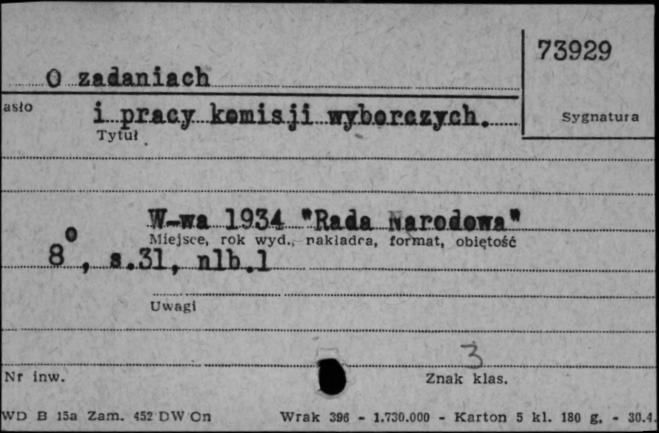 73929
O zadaniach
asło
i pracy komisji wyborczych.
Sygnatura
Tytuł
W-wa 1934 "Rada Narodowa"
Miejsce, rok wyd., nakładca, format, objętość
8°, s.31, nlb.1
Uwagi
3
Nr inw.
Znak klas.
WD B 15a Zam. 452 DW On Wrak 396 - 1.730.000 - Karton 5 kl. 180 g. - 30.4.